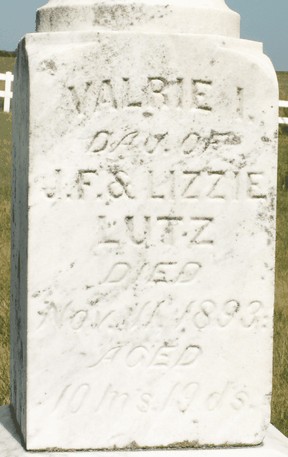 VALRIE I.
DAU. OF
J.F. & LIZZIE
LUTZ
DIED
Nov. 11. 1893.
AGED
10 ms. 19 ds.